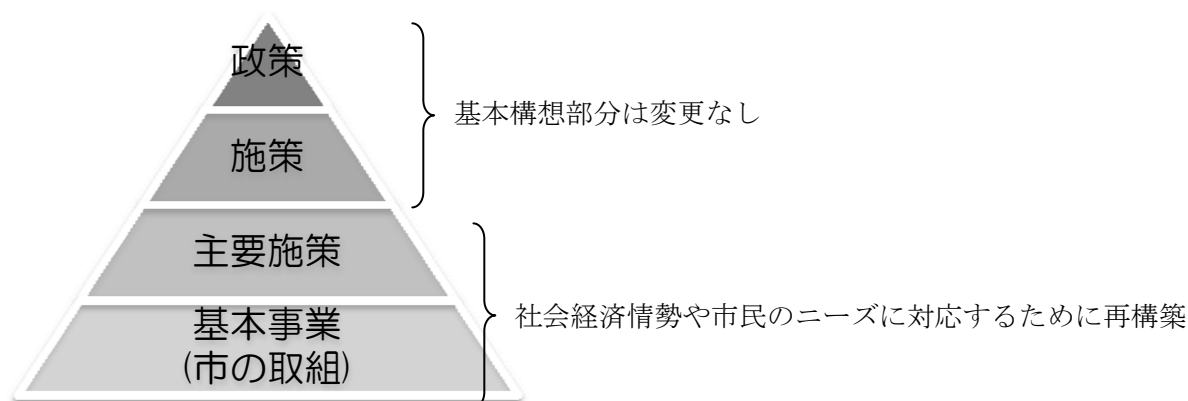 政策
基本構想部分は変更なし
施策
主要施策
社会経済情勢や市民のニーズに対応するために再構築
基本事業
(市の取組)